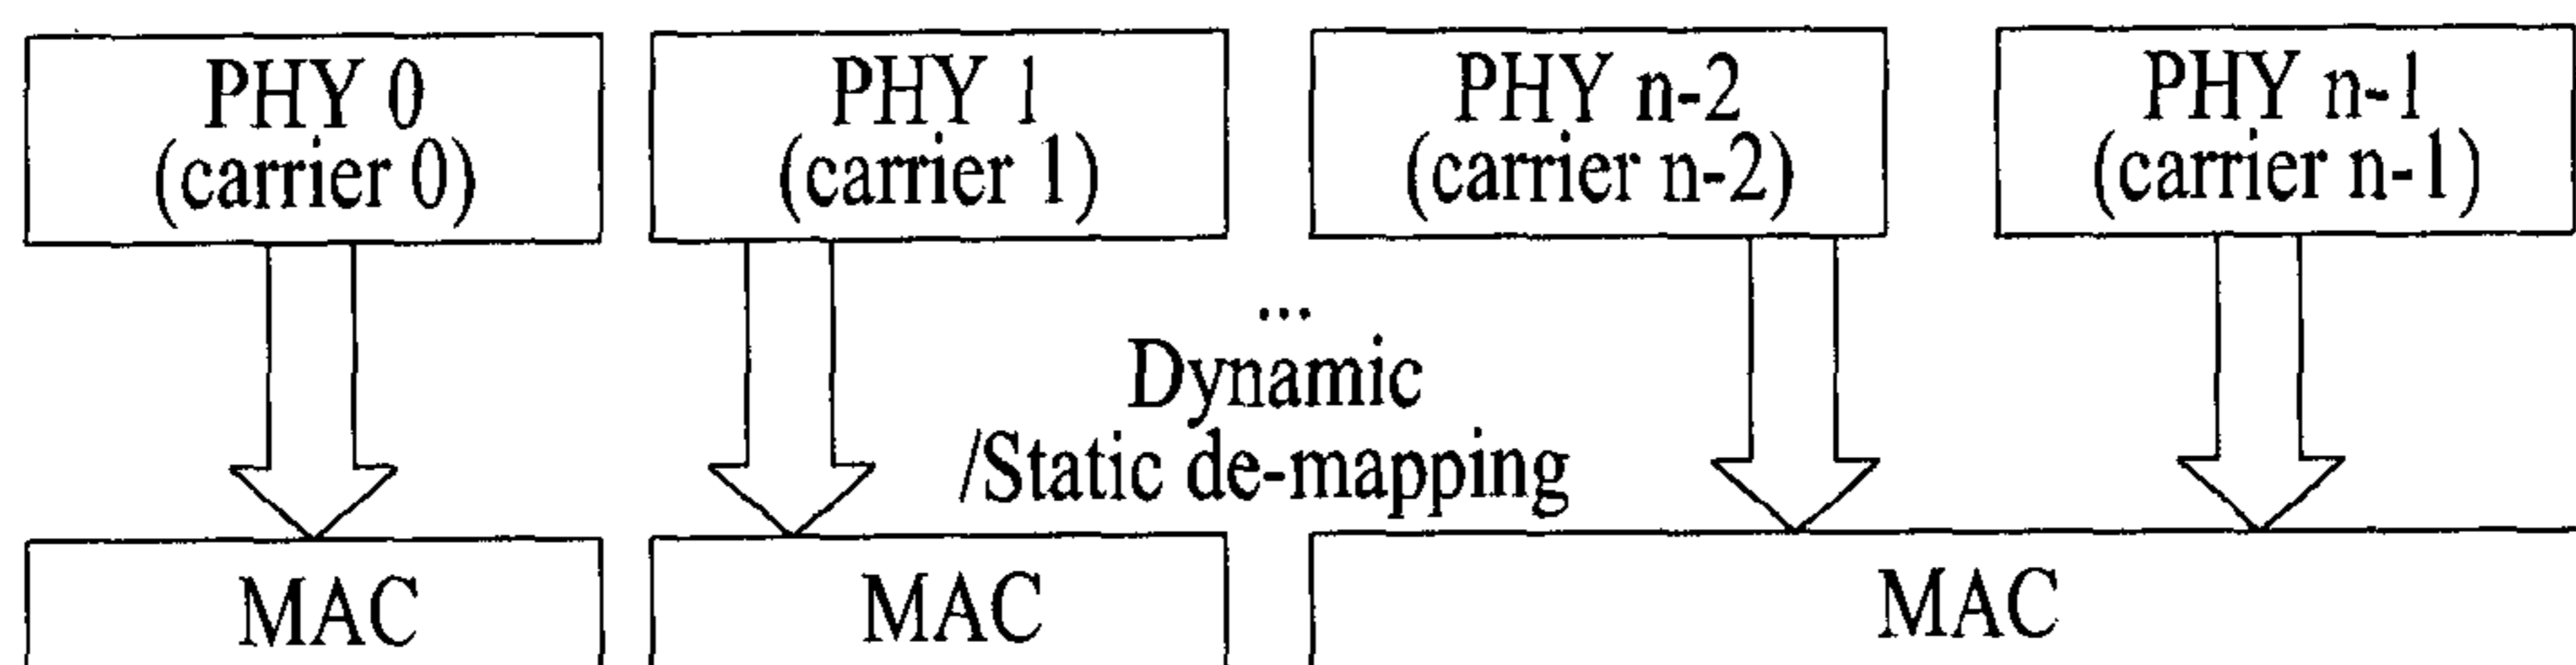 PHY 0
(carrier 0)
PHY 1
(carrier 1)
PHY n-2
(carrier n-2)
PHY n-1
(carrier n-1)
...
Dynamic
/Static de-mapping
MAC
MAC
MAC